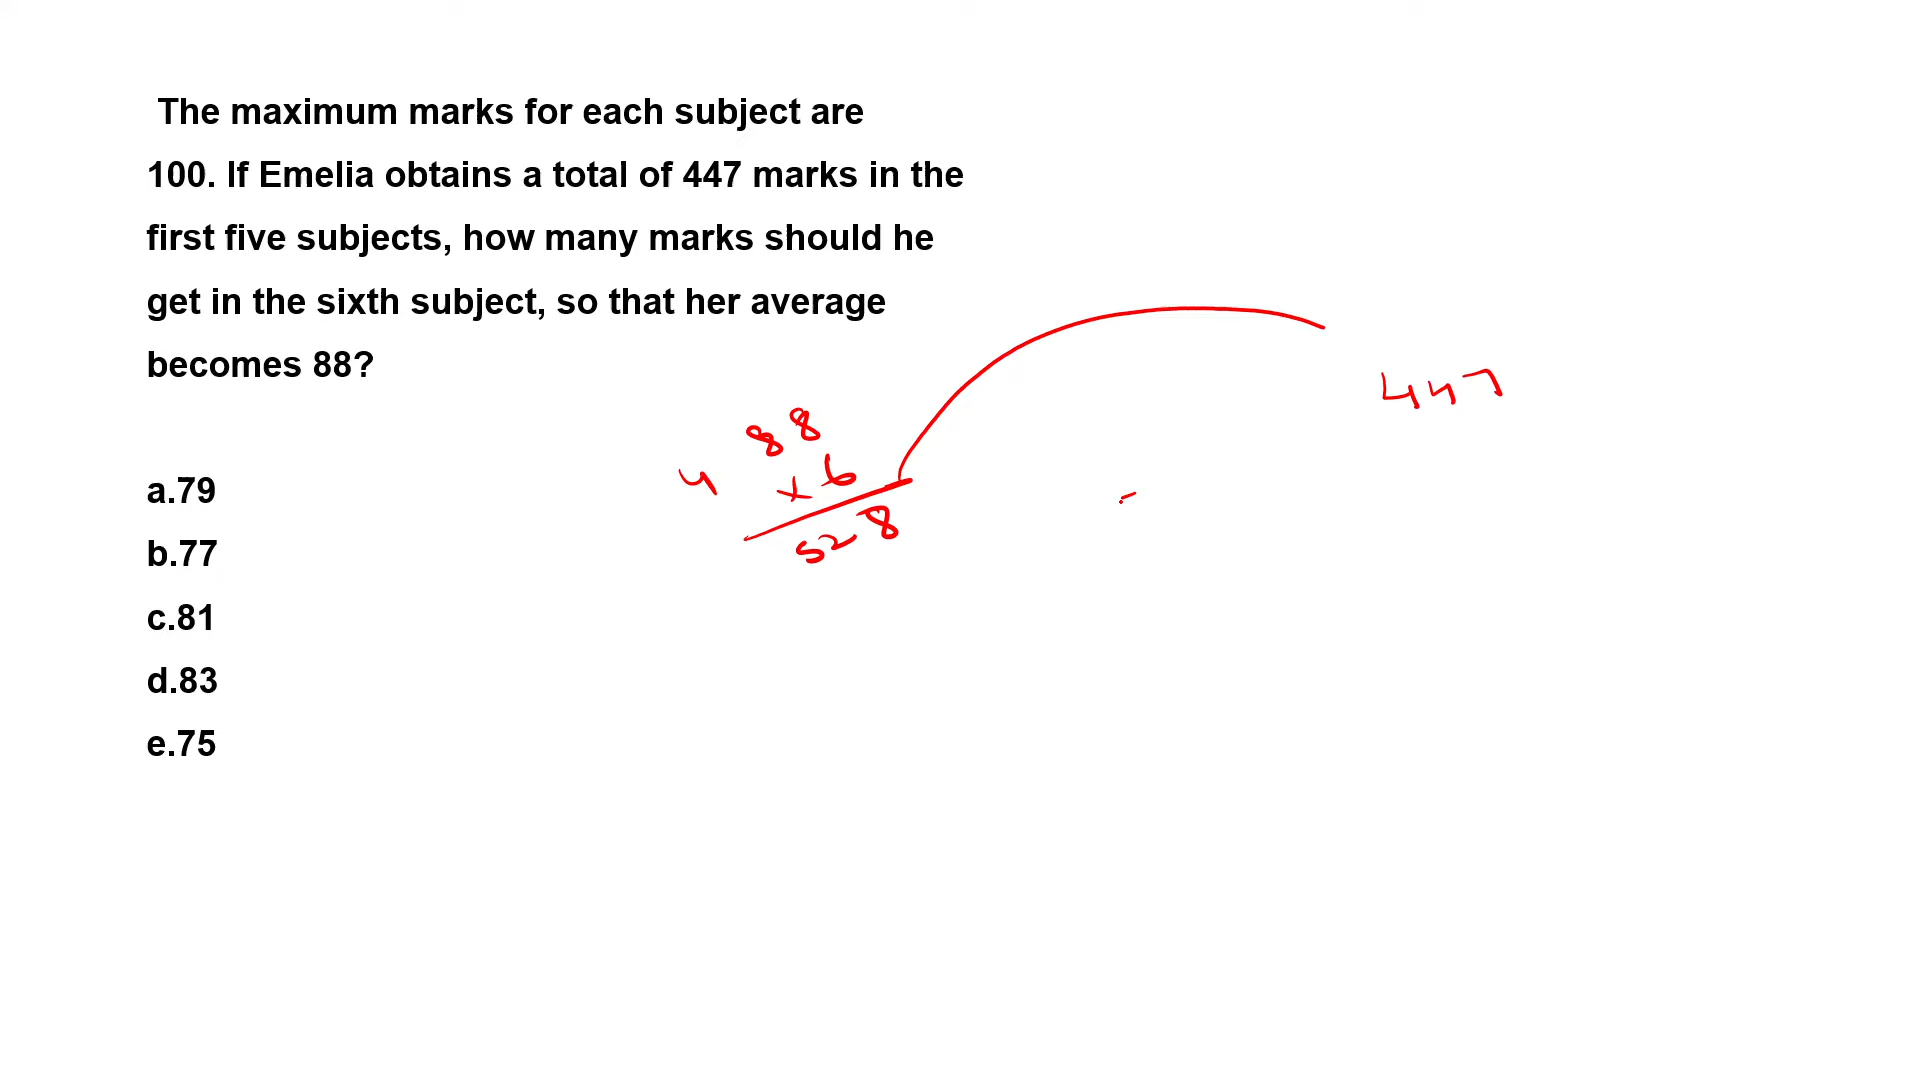 The maximum marks for each subject are
100. If Emelia obtains a total of 447 marks in the
first five subjects, how many marks should he
get in the sixth subject, so that her average
becomes 88?
447
88
4
×6
528
a.79
b.77
c.81
d.83
e.75